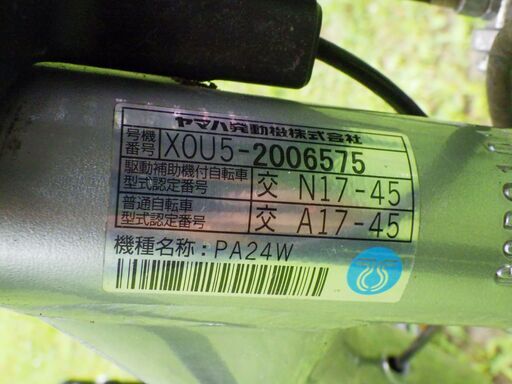 ヤマハ発動機株式会社
号機番号 X0U5-2006575
駆動補助機付自転車
型式認定番号 交 N17-45
普通自転車
型式認定番号 交 A17-45
機種名称:PA24W